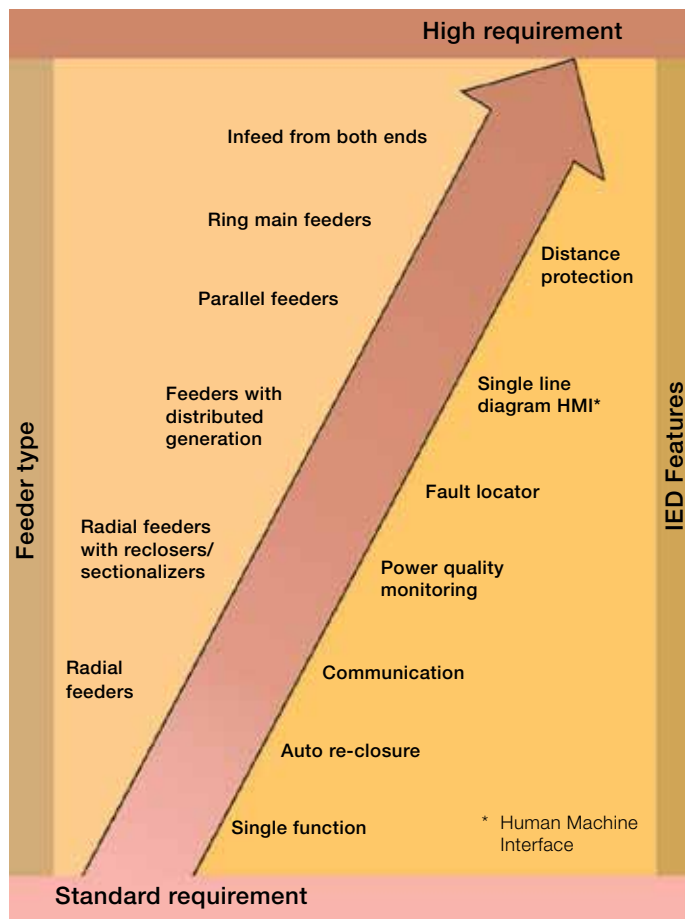 High requirement
Feeder type
Infeed from both ends
Ring main feeders
Parallel feeders
Feeders with
distributed
generation
Radial feeders
with reclosers/
sectionalizers
Radial
feeders
Distance
protection
Single line
diagram HMI*
Fault locator
Power quality
monitoring
Communication
Auto re-closure
Single function
* Human Machine
Interface
IED Features
Standard requirement